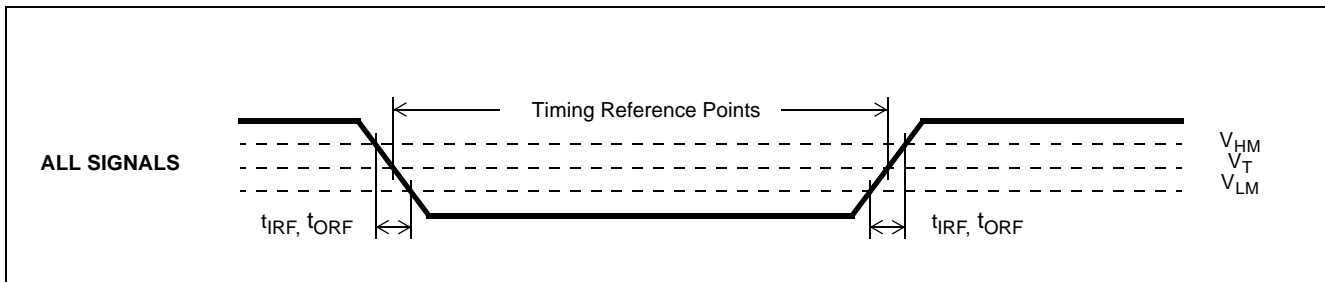 Timing Reference Points
ALL SIGNALS
V_HM
V_T
V_LM
t_IRF, t_ORF
t_IRF, t_ORF